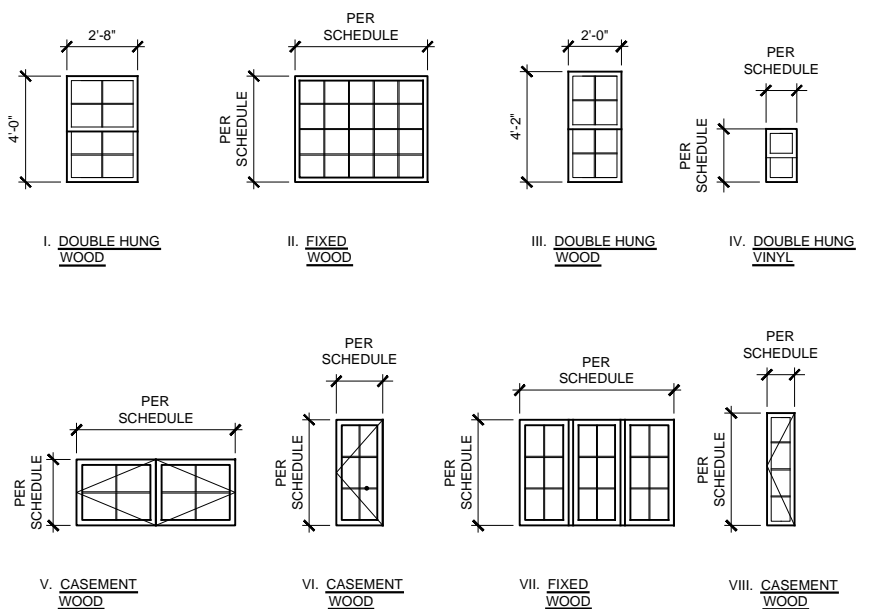 2'-8"
4'-0"
I. DOUBLE HUNG
WOOD
PER
SCHEDULE
PER
SCHEDULE
II. FIXED
WOOD
2'-0"
4'-2"
III. DOUBLE HUNG
WOOD
PER
SCHEDULE
PER
SCHEDULE
IV. DOUBLE HUNG
VINYL
PER
SCHEDULE
PER
SCHEDULE
V. CASEMENT
WOOD
PER
SCHEDULE
PER
SCHEDULE
VI. CASEMENT
WOOD
PER
SCHEDULE
PER
SCHEDULE
VII. FIXED
WOOD
PER
SCHEDULE
PER
SCHEDULE
VIII. CASEMENT
WOOD